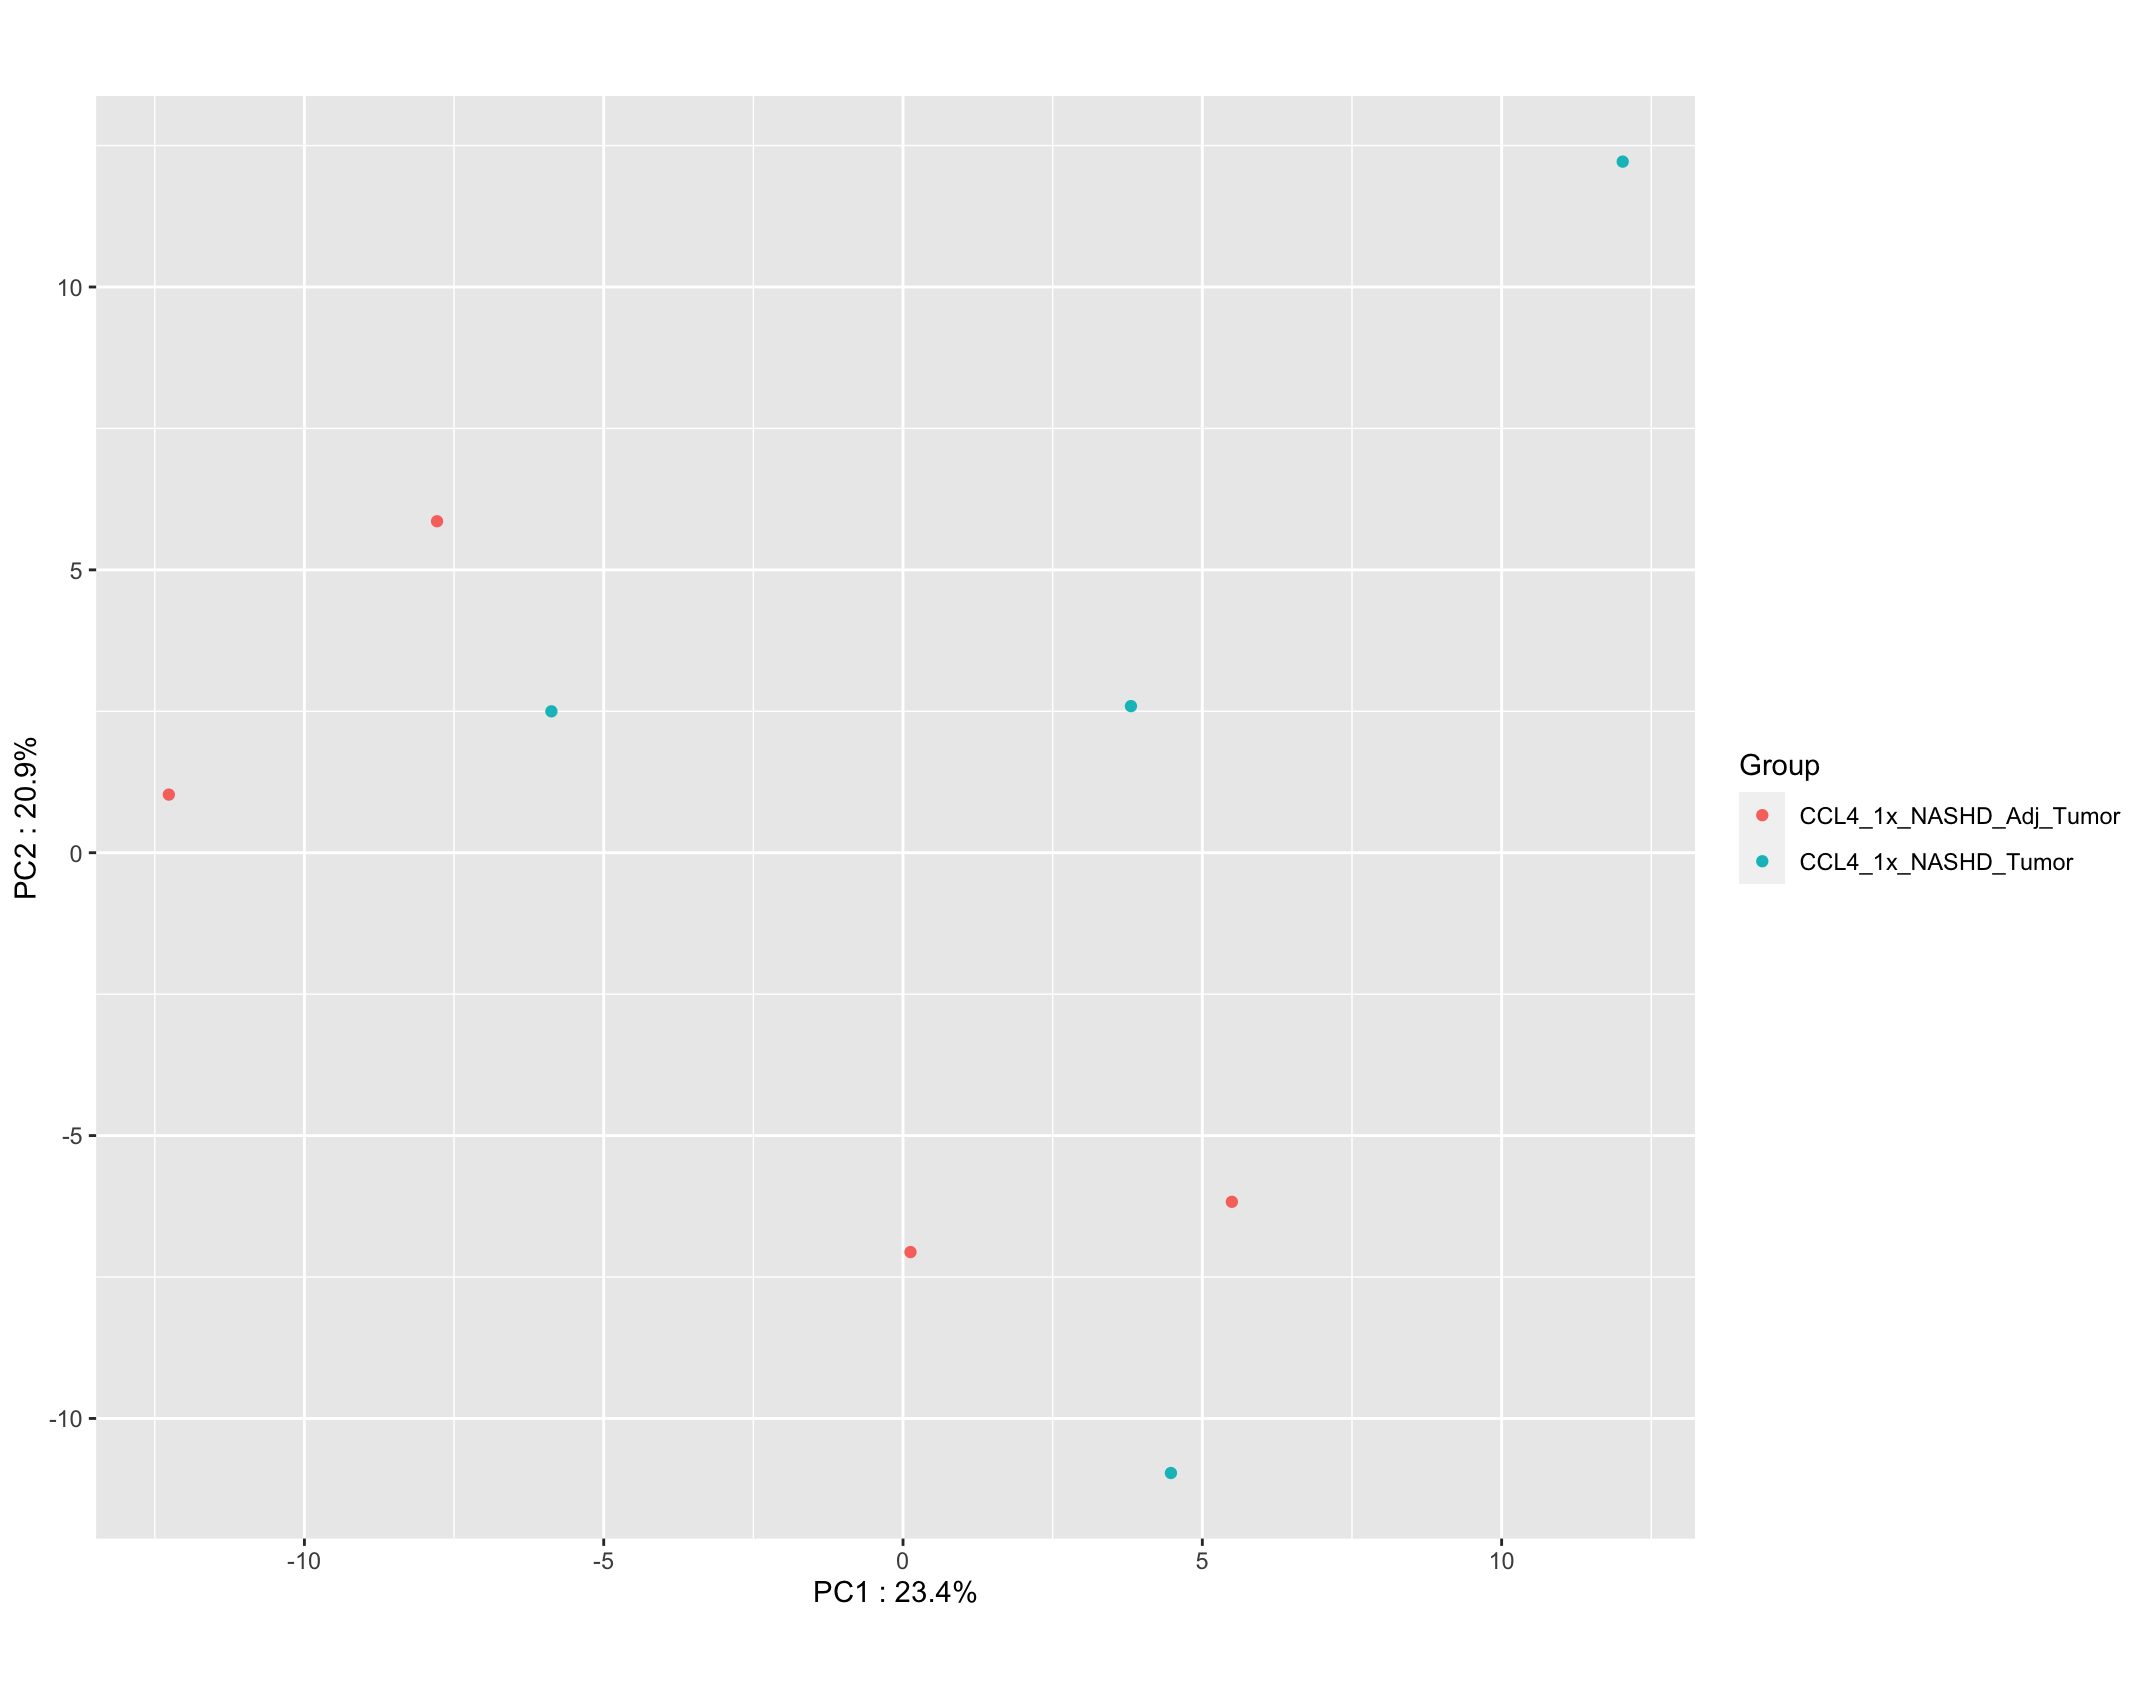 10
5
0
-5
-10
PC2 : 20.9%
-10 -5 0 5 10
PC1 : 23.4%
Group
CCL4_1x_NASHD_Adj_Tumor
CCL4_1x_NASHD_Tumor